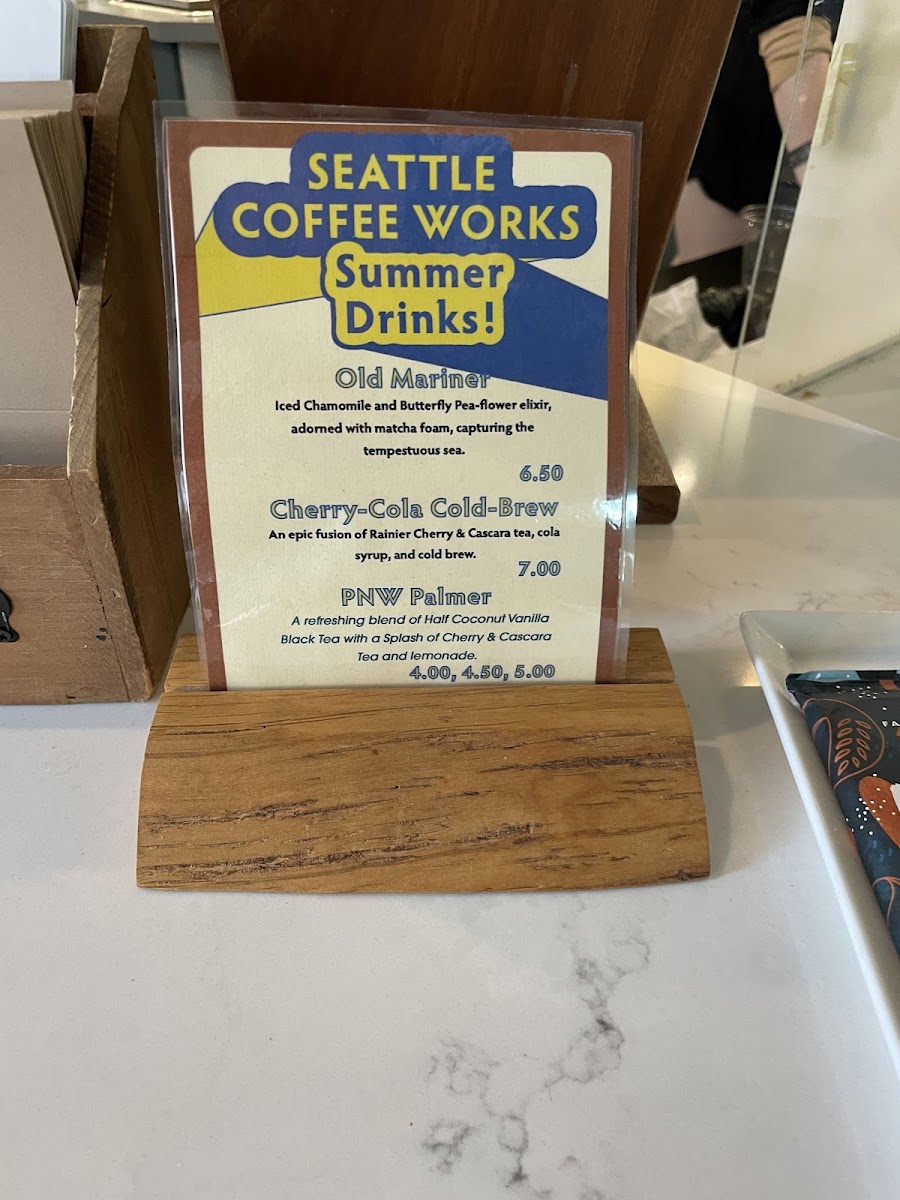 SEATTLE
COFFEE WORKS
Summer
Drinks!
Old Mariner
Iced Chamomile and Butterfly Pea-flower elixir,
adorned with matcha foam, capturing the
tempestuous sea.
6.50
Cherry-Cola Cold-Brew
An epic fusion of Rainier Cherry & Cascara tea, cola
syrup, and cold brew.
7.00
PNW Palmer
A refreshing blend of Half Coconut Vanilla
Black Tea with a Splash of Cherry & Cascara
Tea and lemonade.
4.00, 4.50, 5.00